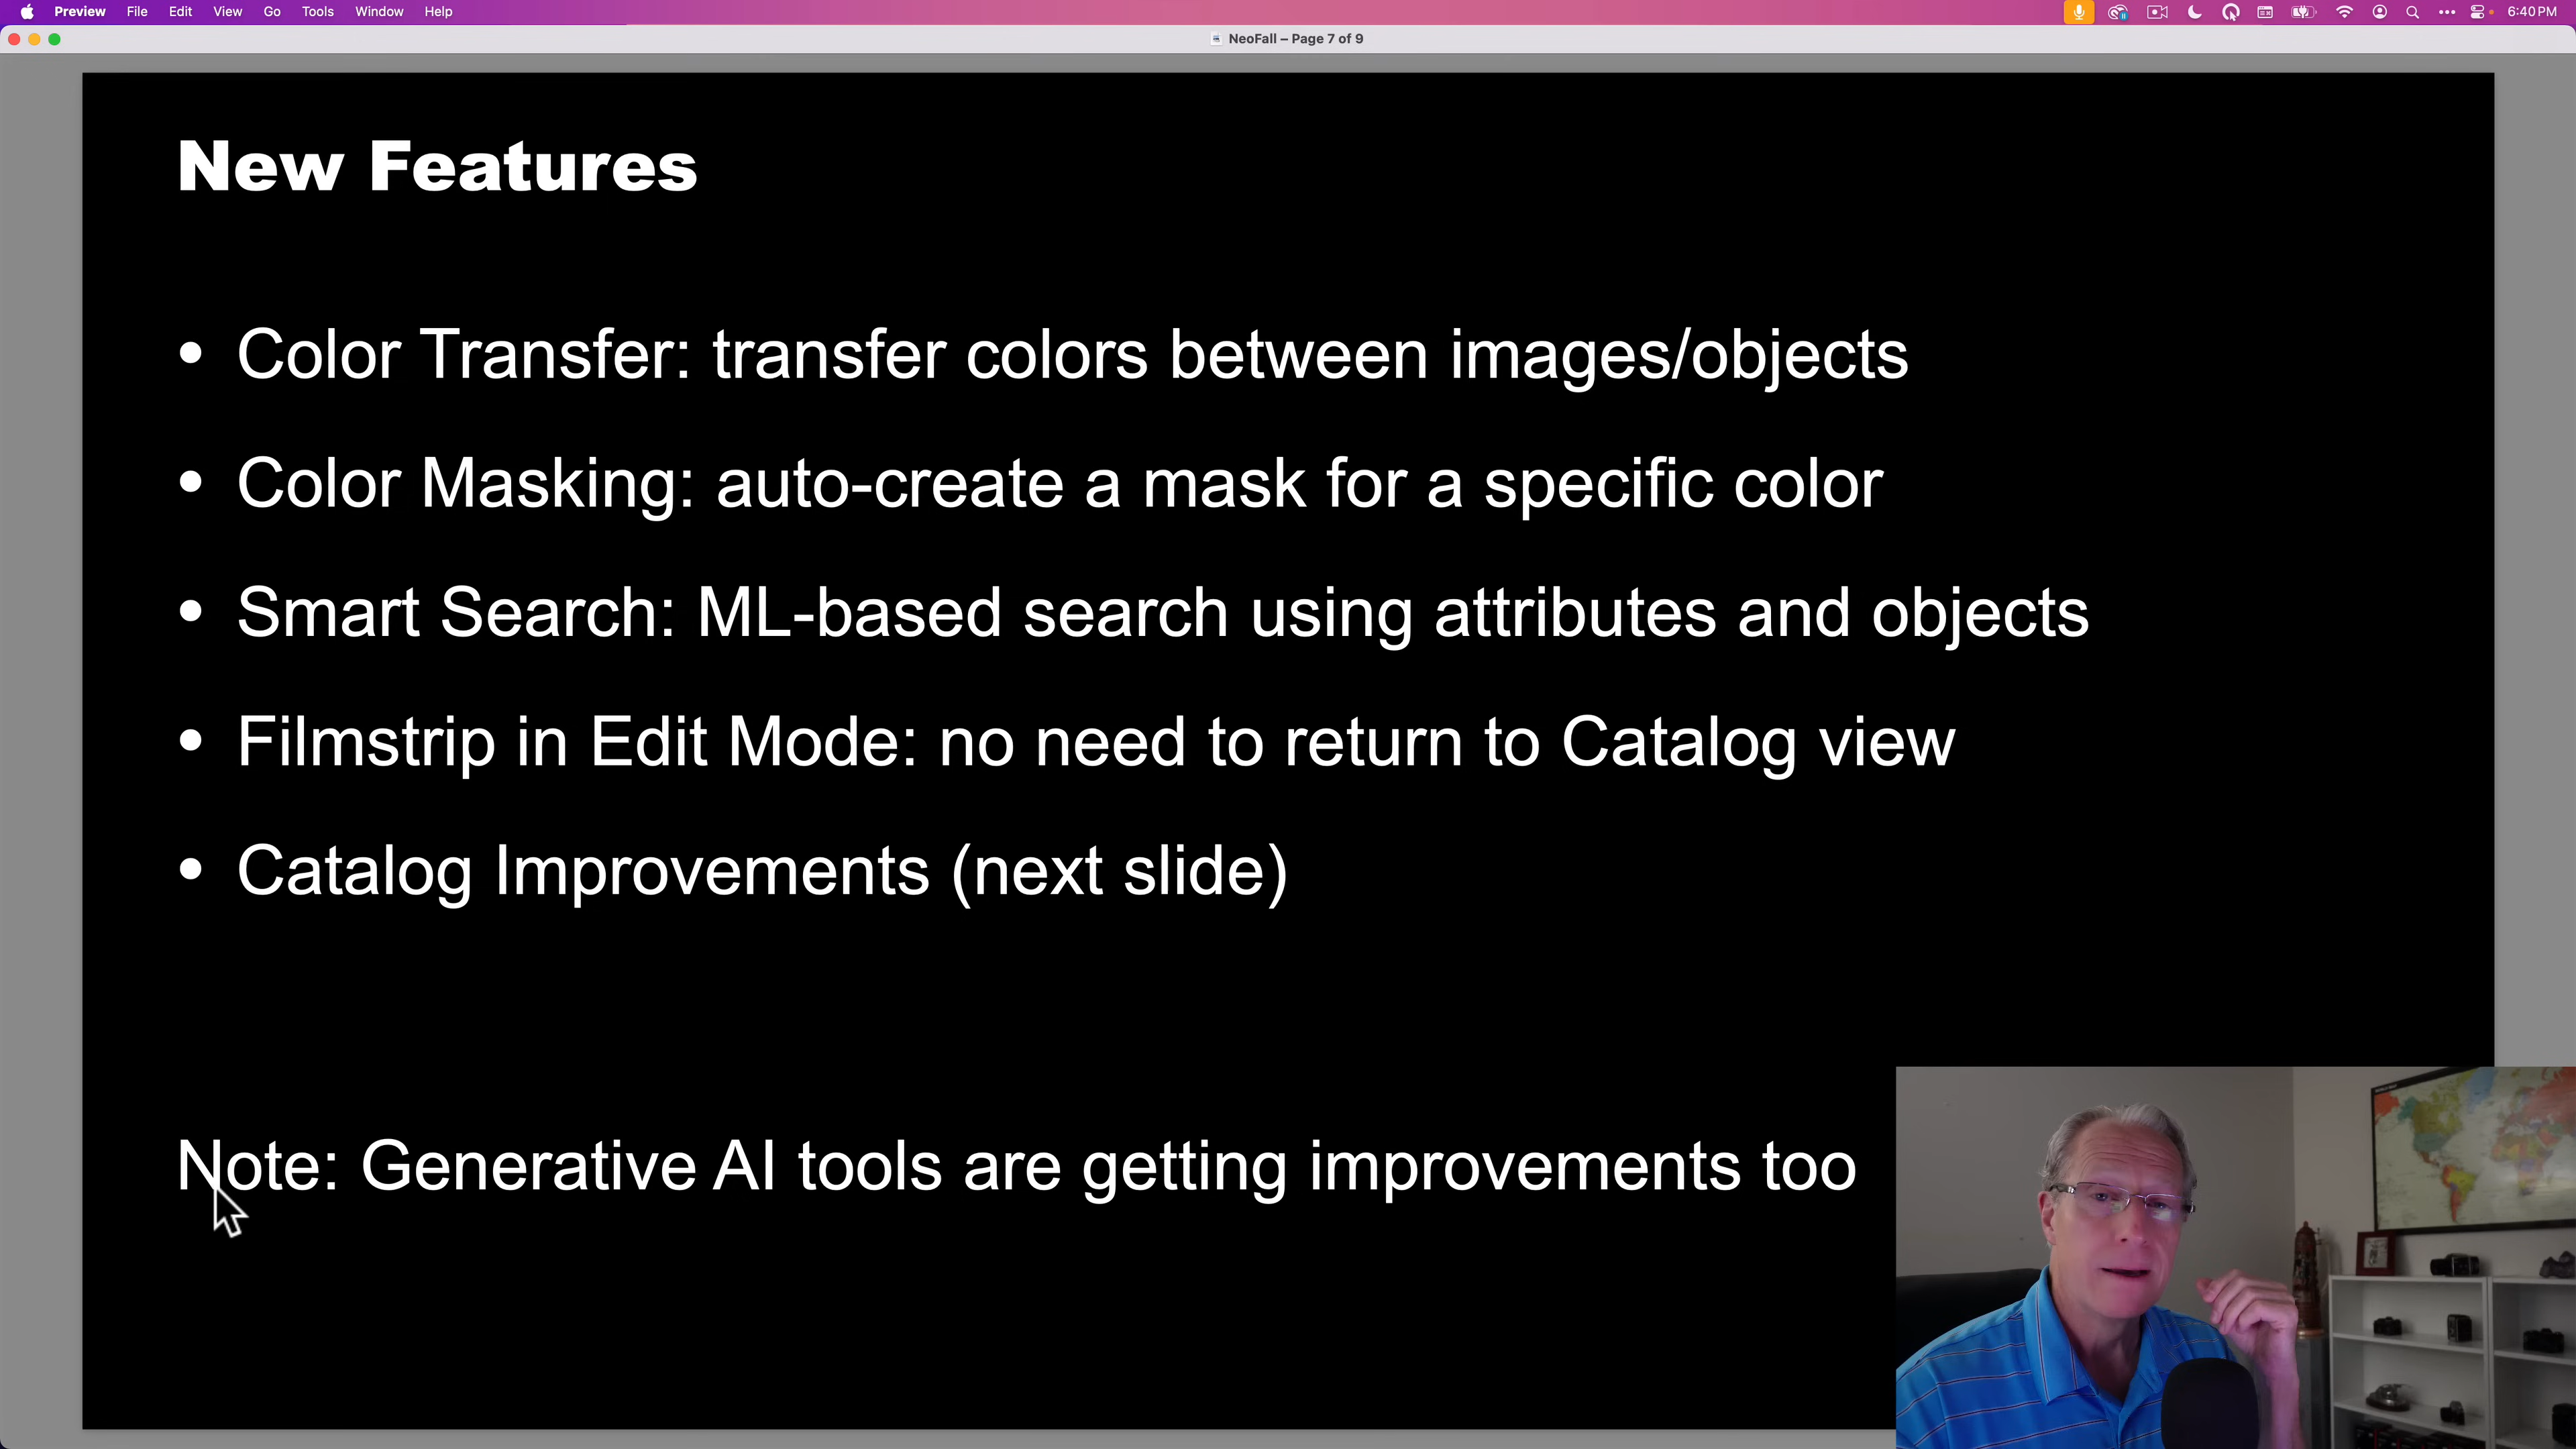 Preview File Edit View Go Tools Window Help 6:40 PM
NeoFall – Page 7 of 9
New Features
• Color Transfer: transfer colors between images/objects
• Color Masking: auto-create a mask for a specific color
• Smart Search: ML-based search using attributes and objects
• Filmstrip in Edit Mode: no need to return to Catalog view
• Catalog Improvements (next slide)
Note: Generative AI tools are getting improvements too